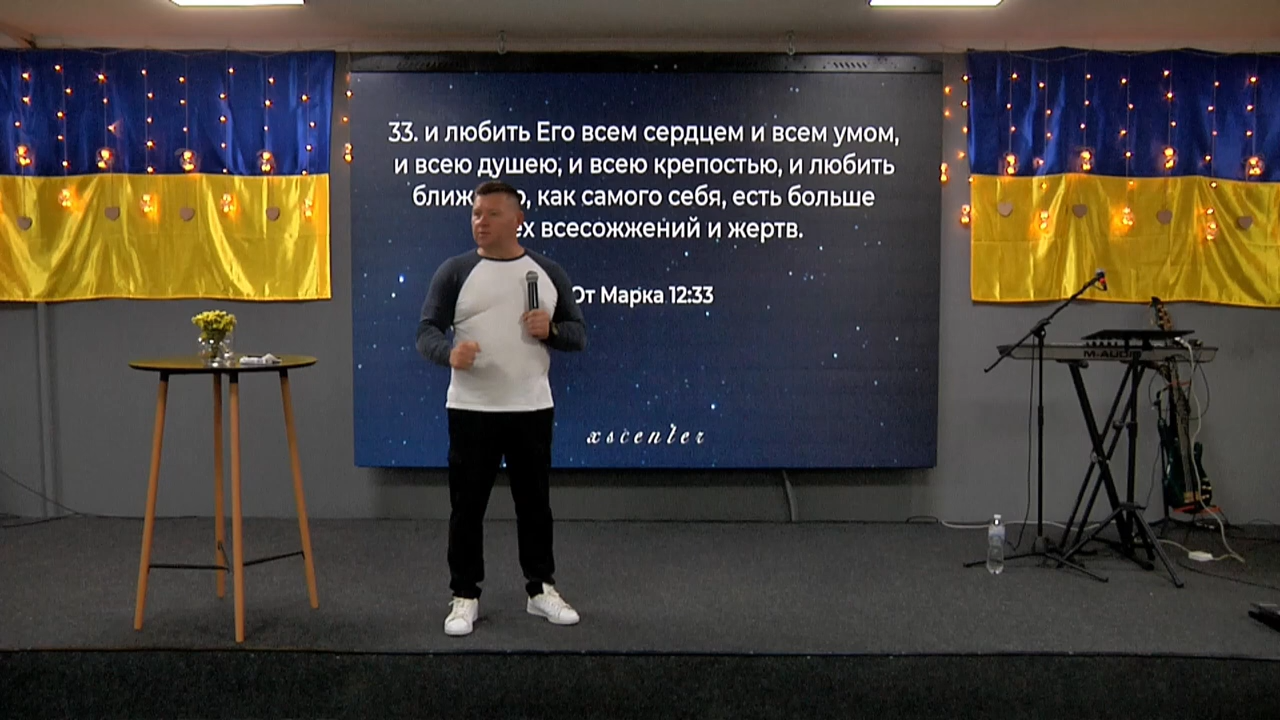 33. и любить Его всем сердцем и всем умом,
и всею душею, и всею крепостью, и любить
как самого себя, есть больше
всесожжений и жертв.
От Марка 12:33
xscenter
M-AUDIO